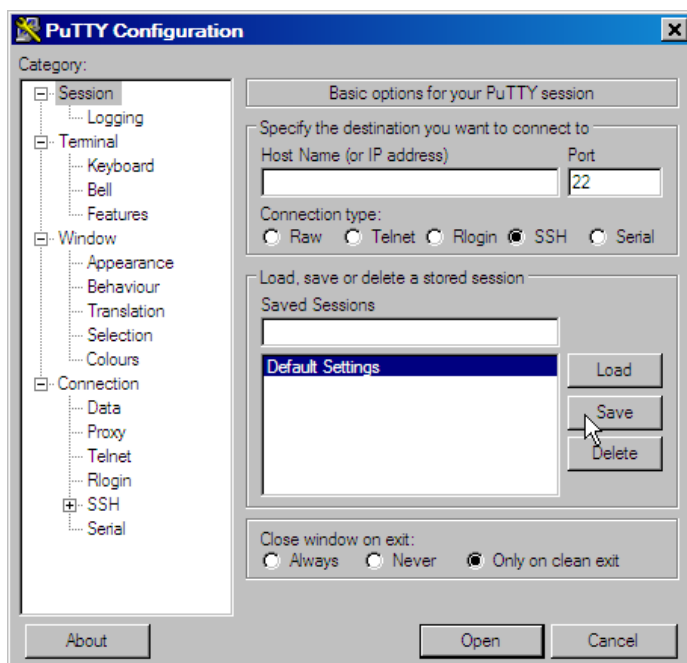 PuTTY Configuration
Category:
Session
Logging
Terminal
Keyboard
Bell
Features
Window
Appearance
Behaviour
Translation
Selection
Colours
Connection
Data
Proxy
Telnet
Rlogin
SSH
Serial
Basic options for your PuTTY session
Specify the destination you want to connect to
Host Name (or IP address) Port
22
Connection type:
Raw Telnet Rlogin SSH Serial
Load, save or delete a stored session
Saved Sessions
Default Settings
Load
Save
Delete
Close window on exit:
Always Never Only on clean exit
About Open Cancel